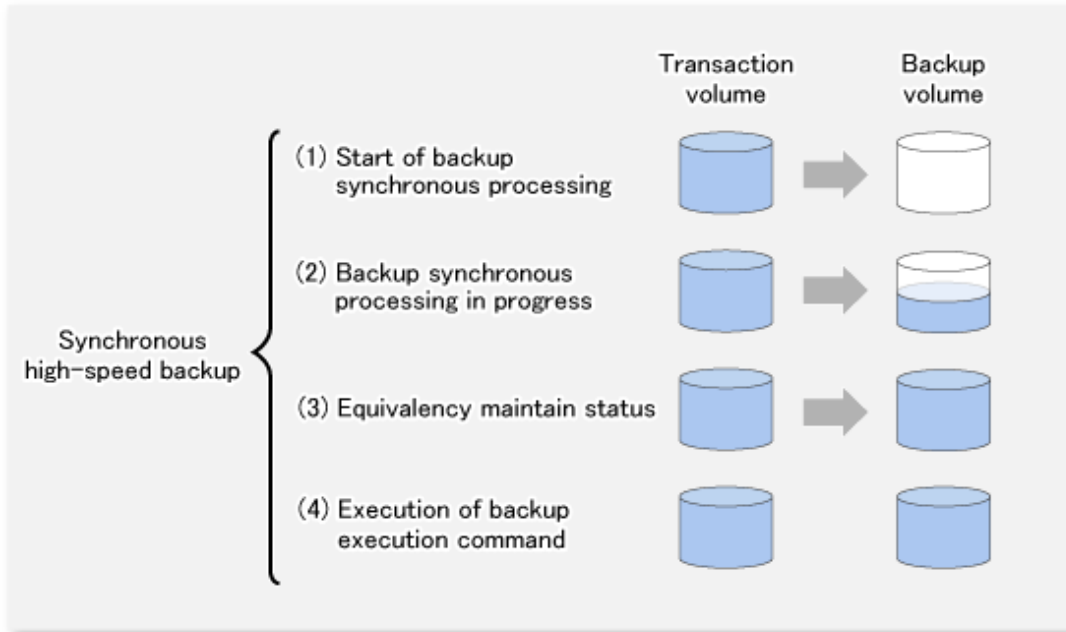 Transaction volume
Backup volume
(1) Start of backup
synchronous processing
(2) Backup synchronous
processing in progress
Synchronous
high-speed backup
(3) Equivalency maintain status
(4) Execution of backup
execution command